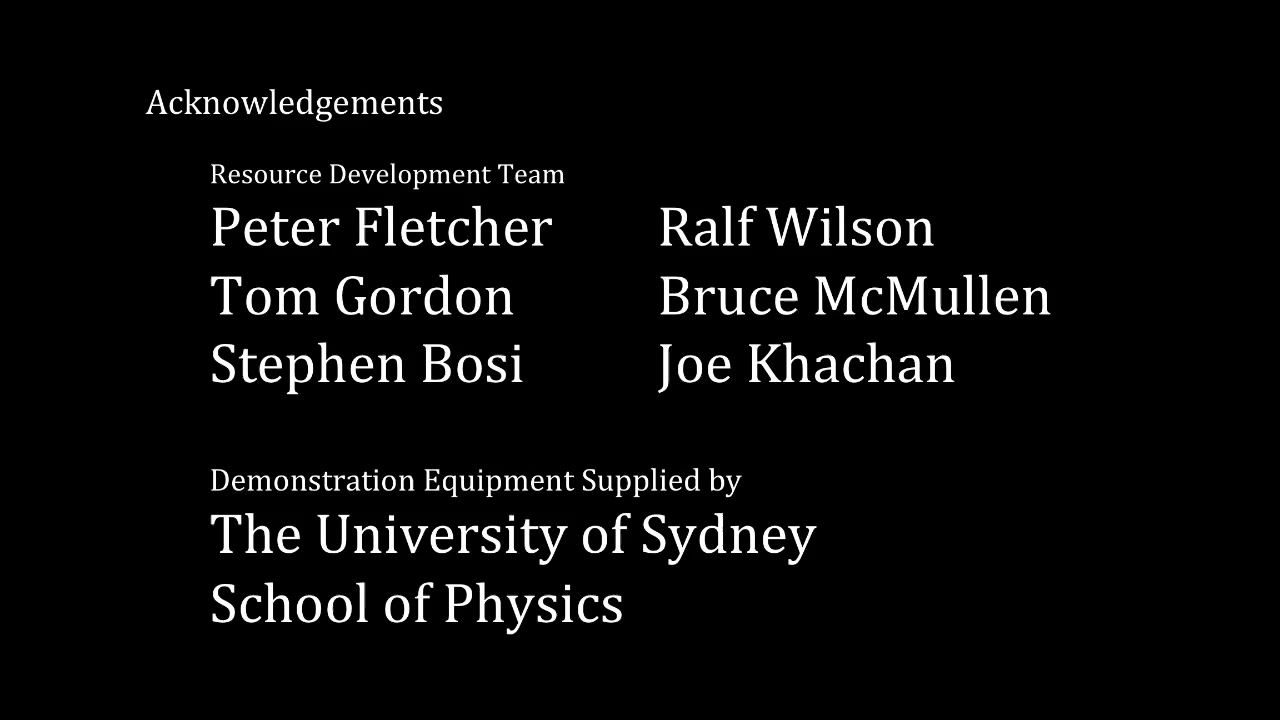 Acknowledgements
Resource Development Team
Peter Fletcher Ralf Wilson
Tom Gordon Bruce McMullen
Stephen Bosi Joe Khachan
Demonstration Equipment Supplied by
The University of Sydney
School of Physics